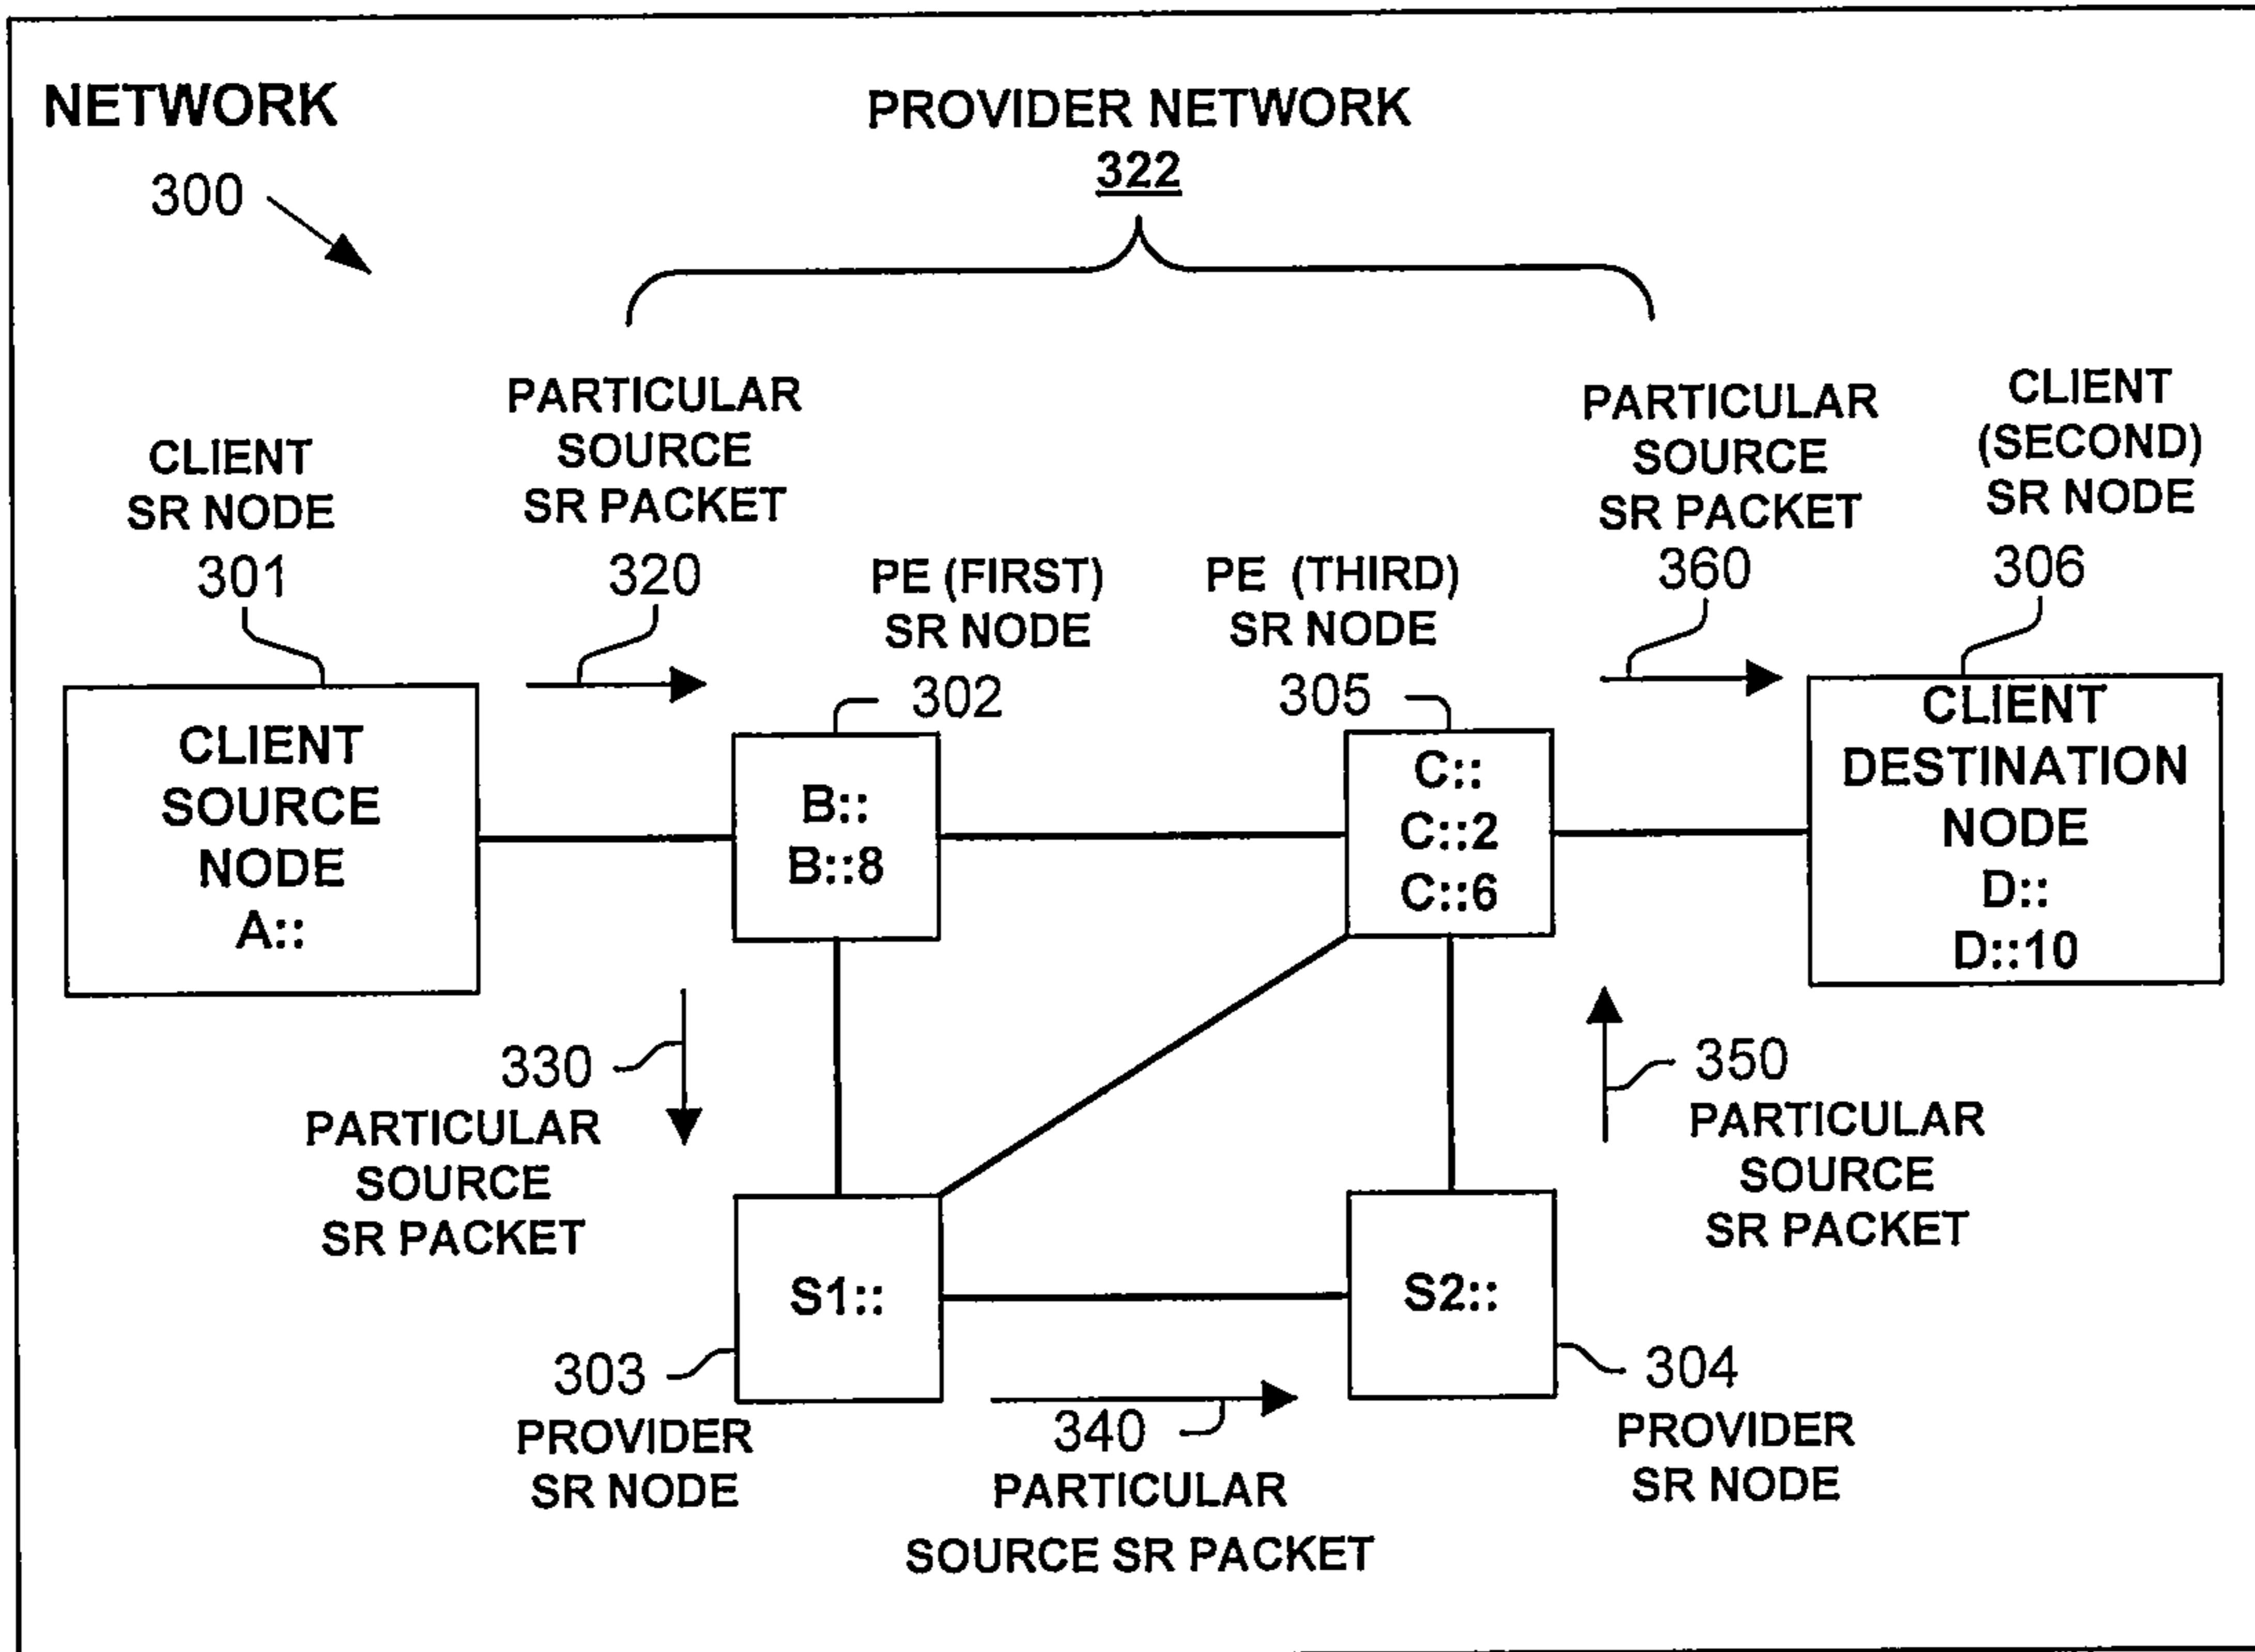 NETWORK
300
PROVIDER NETWORK
322
CLIENT
SR NODE
301
PARTICULAR
SOURCE
SR PACKET
320
PE (FIRST)
SR NODE
302
PE (THIRD)
SR NODE
305
PARTICULAR
SOURCE
SR PACKET
360
CLIENT
(SECOND)
SR NODE
306
CLIENT
SOURCE
NODE
A::
B::
B::8
C::
C::2
C::6
CLIENT
DESTINATION
NODE
D::
D::10
330
PARTICULAR
SOURCE
SR PACKET
350
PARTICULAR
SOURCE
SR PACKET
S1::
S2::
303
PROVIDER
SR NODE
340
PARTICULAR
SOURCE SR PACKET
304
PROVIDER
SR NODE